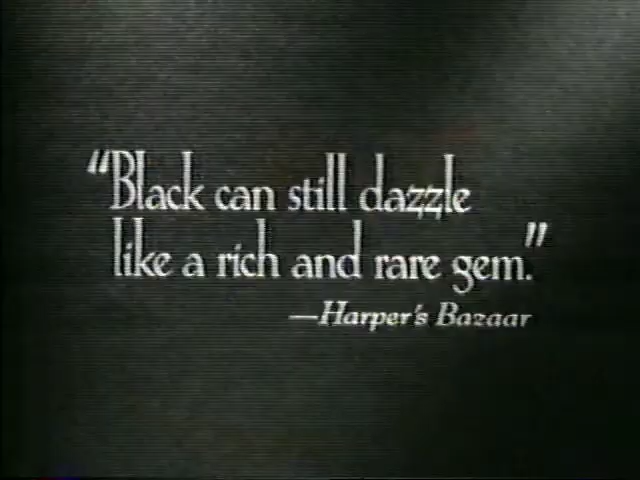 “Black can still dazzle
like a rich and rare gem.”
—Harper's Bazaar